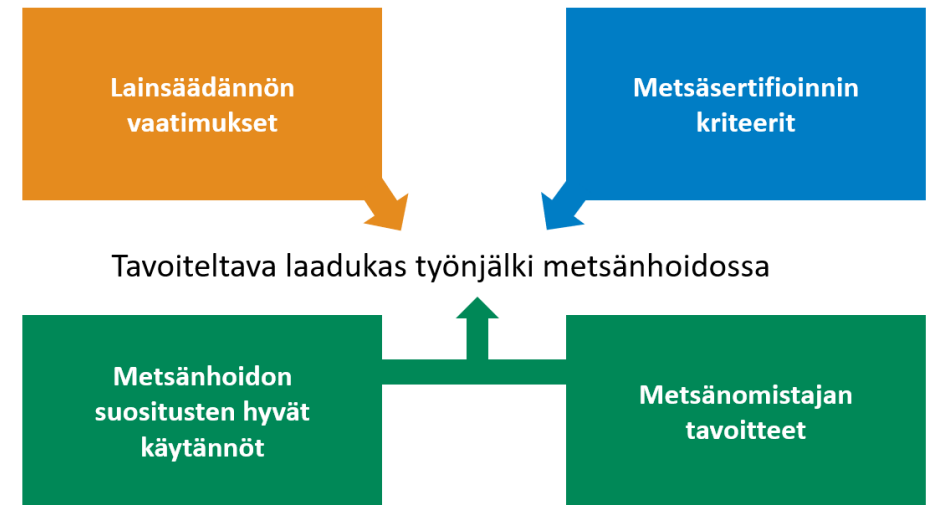 Lainsäädännön
vaatimukset
Metsäsertifioinnin
kriteerit
Tavoiteltava laadukas työnjälki metsänhoidossa
Metsänhoidon
suositusten hyvät
käytännöt
Metsänomistajan
tavoitteet